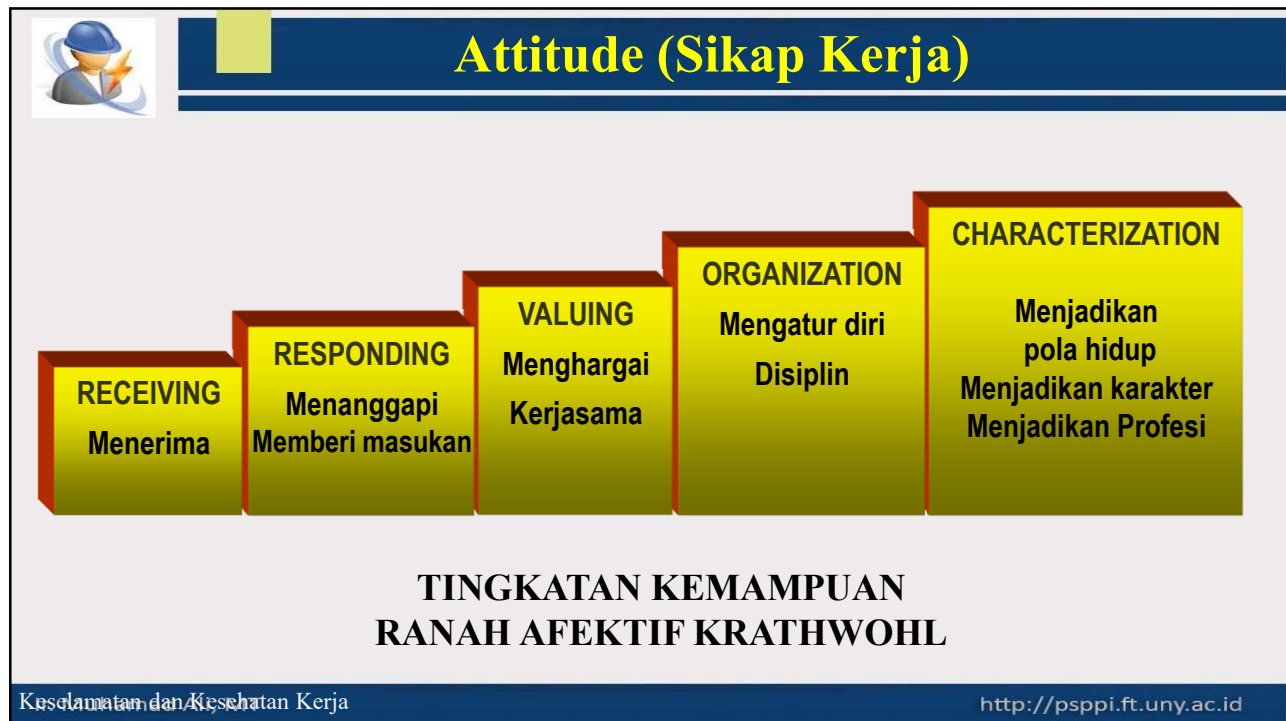 Attitude (Sikap Kerja)
RECEIVING
Menerima
RESPONDING
Menanggapi
Memberi masukan
VALUING
Menghargai
Kerjasama
ORGANIZATION
Mengatur diri
Disiplin
CHARACTERIZATION
Menjadikan
pola hidup
Menjadikan karakter
Menjadikan Profesi
TINGKATAN KEMAMPUAN
RANAH AFEKTIF KRATHWOHL
Keselamatan dan Kesehatan Kerja
http://psppi.ft.uny.ac.id